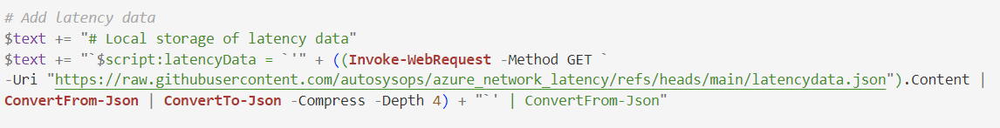 # Add latency data
$text += "# Local storage of latency data"
$text += "`$script:latencyData = `'" + ((Invoke-WebRequest -Method GET `
-Uri "https://raw.githubusercontent.com/autosysops/azure_network_latency/refs/heads/main/latencydata.json").Content |
ConvertFrom-Json | ConvertTo-Json -Compress -Depth 4) + "`' | ConvertFrom-Json"